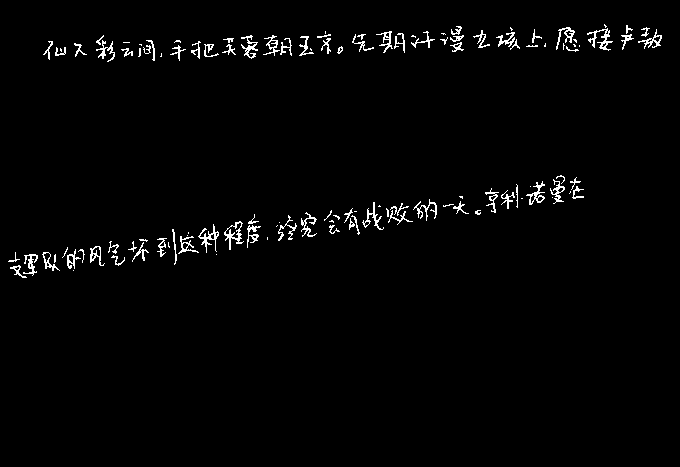 仙人彩云间,手把芙蓉朝玉京。先期汗漫九垓上,愿接卢敖
军队的风气坏到这种程度,终究会有战败的一天。亨利·诺曼在